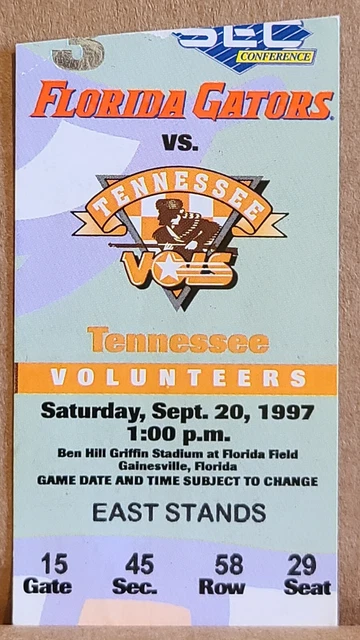 SEC
CONFERENCE
FLORIDA GATORS
VS.
TENNESSEE
VOLS
Tennessee
VOLUNTEERS
Saturday, Sept. 20, 1997
1:00 p.m.
Ben Hill Griffin Stadium at Florida Field
Gainesville, Florida
GAME DATE AND TIME SUBJECT TO CHANGE
EAST STANDS
15 45 58 29
Gate Sec. Row Seat